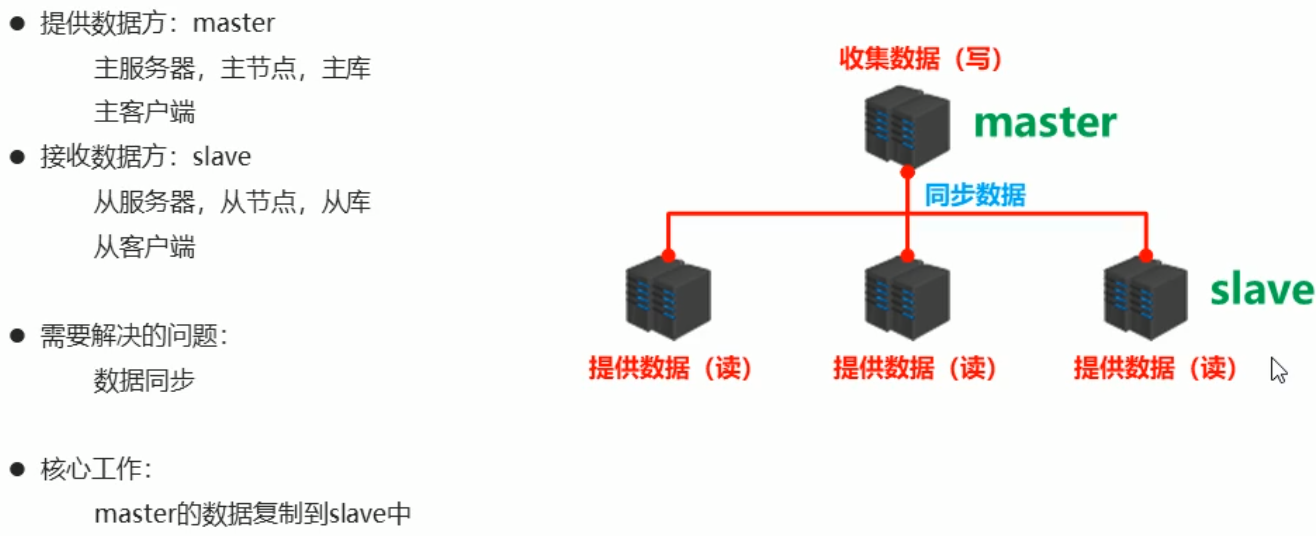 ● 提供数据方：master
主服务器，主节点，主库
主客户端
● 接收数据方：slave
从服务器，从节点，从库
从客户端
● 需要解决的问题：
数据同步
● 核心工作：
master的数据复制到slave中
收集数据（写）
master
同步数据
slave
提供数据（读）
提供数据（读）
提供数据（读）